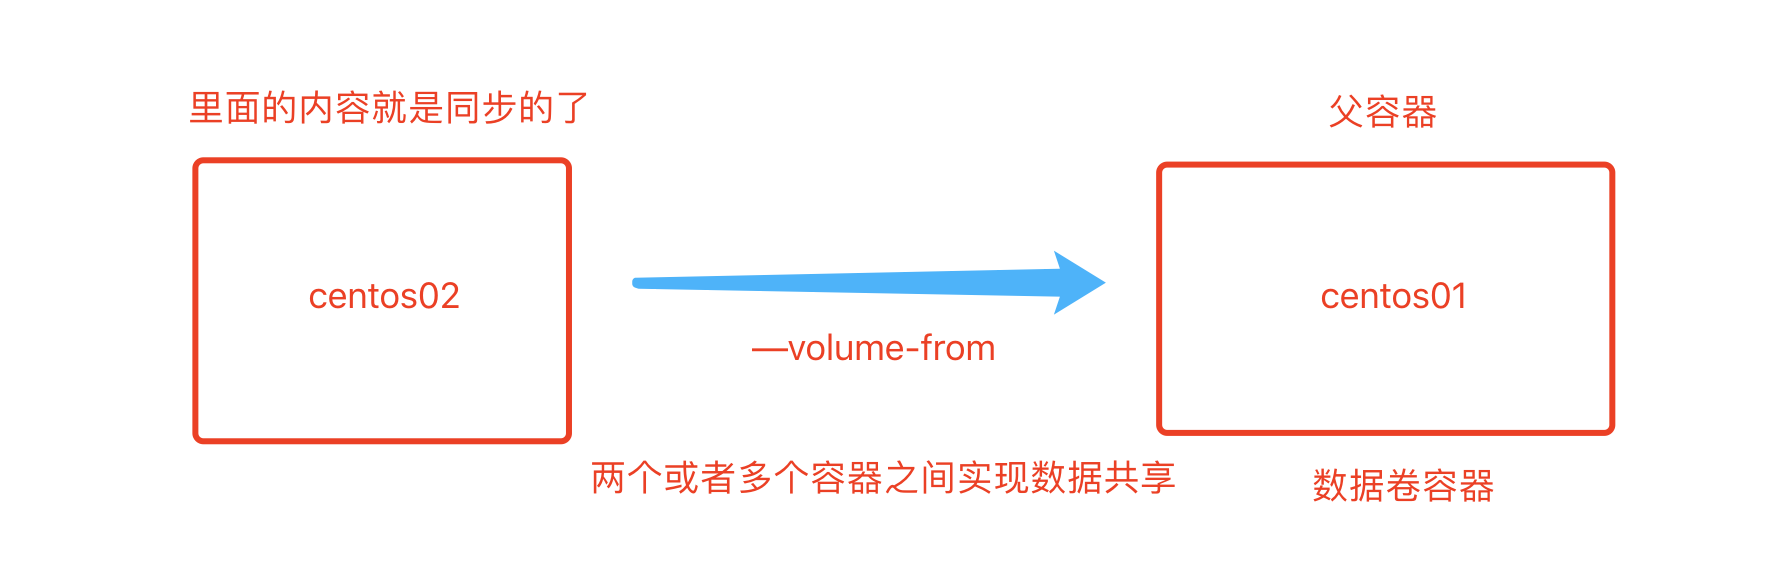 里面的内容就是同步的了
父容器
centos02
centos01
—volume-from
两个或者多个容器之间实现数据共享
数据卷容器